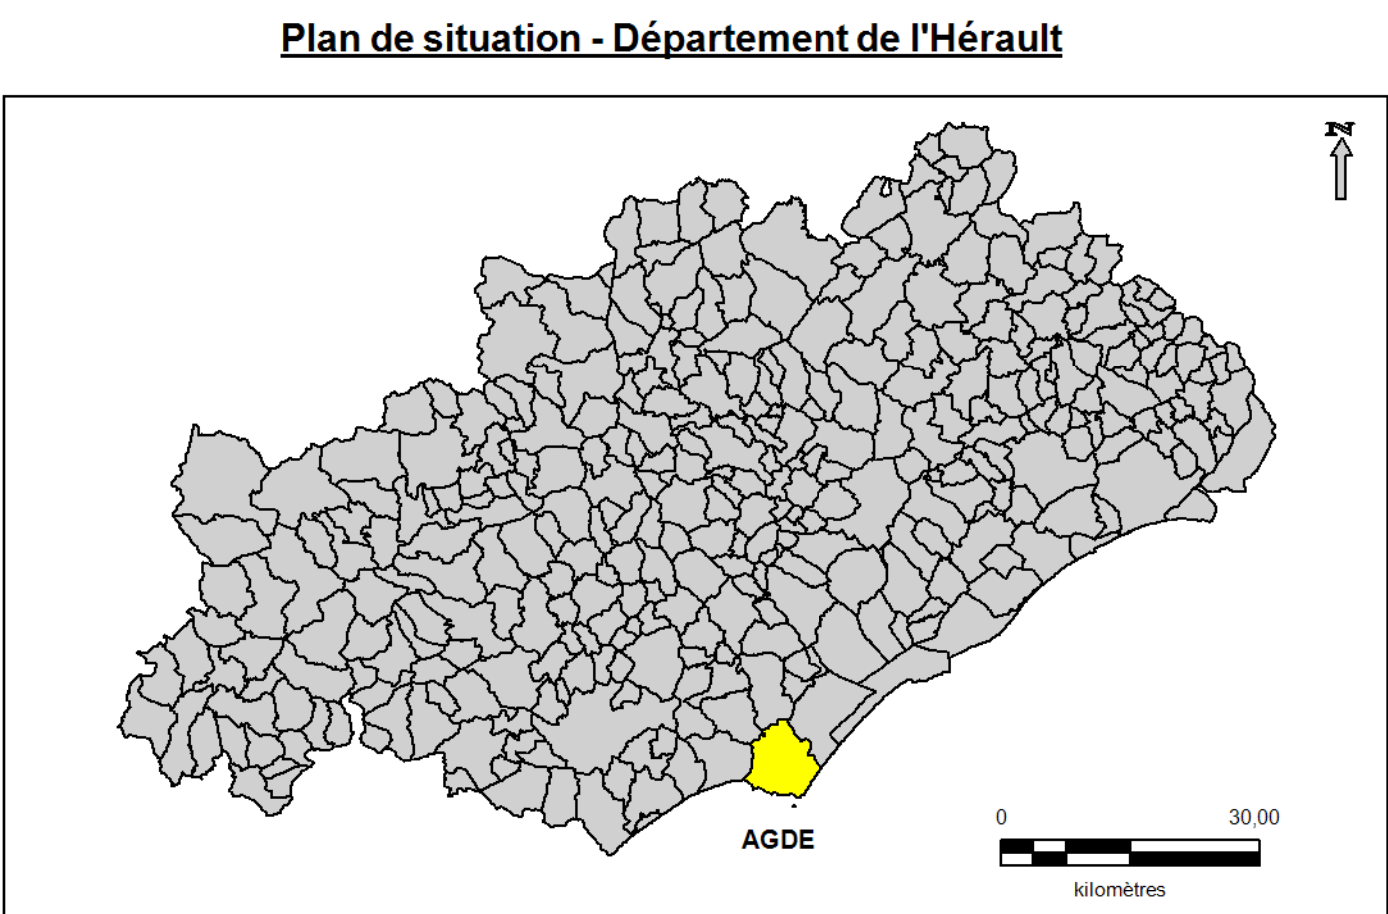 Plan de situation - Département de l'Hérault
N
AGDE
0 30,00
kilomètres